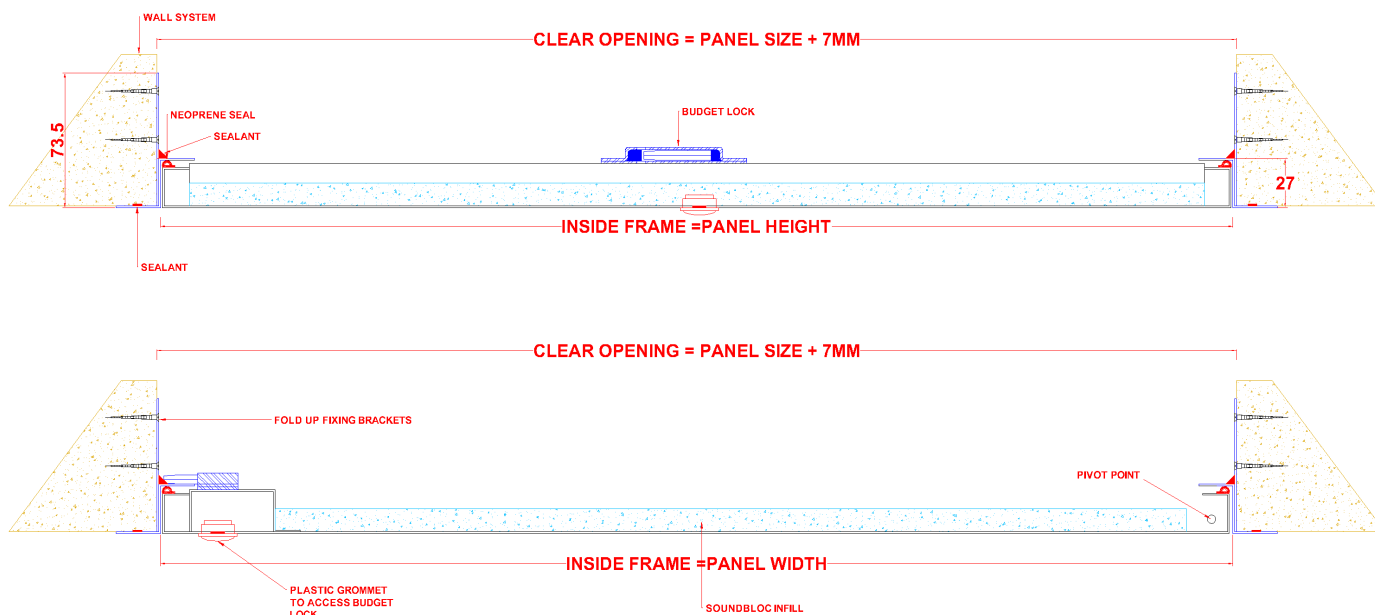 WALL SYSTEM
CLEAR OPENING = PANEL SIZE + 7MM
73.5
NEOPRENE SEAL
SEALANT
BUDGET LOCK
27
INSIDE FRAME =PANEL HEIGHT
SEALANT
CLEAR OPENING = PANEL SIZE + 7MM
FOLD UP FIXING BRACKETS
PIVOT POINT
INSIDE FRAME =PANEL WIDTH
PLASTIC GROMMET
TO ACCESS BUDGET
LOCK
SOUNDBLOC INFILL